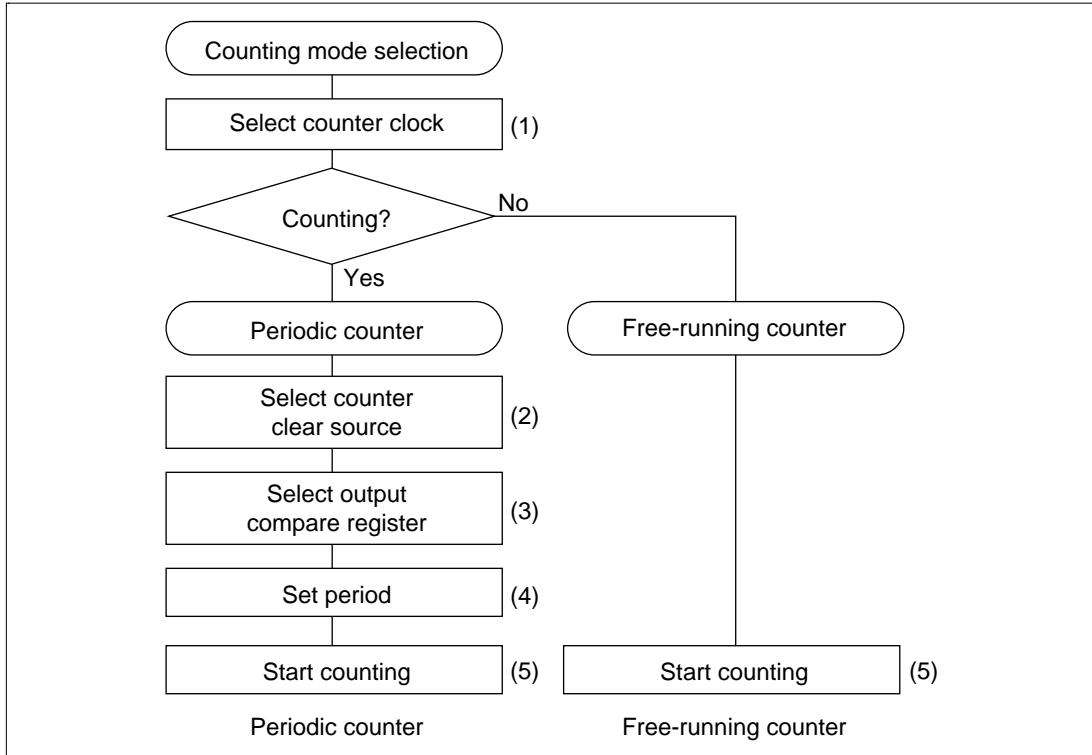 Counting mode selection
Select counter clock (1)
Counting?
No
Yes
Periodic counter
Free-running counter
Select counter
clear source
(2)
Select output
compare register
(3)
Set period (4)
Start counting (5)
Start counting (5)
Periodic counter
Free-running counter